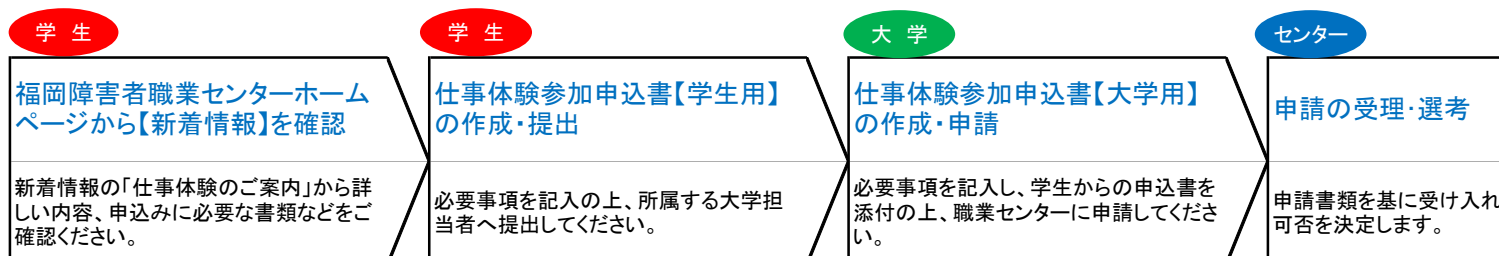 学 生
福岡障害者職業センターホーム
ページから【新着情報】を確認
新着情報の「仕事体験のご案内」から詳
しい内容、申込みに必要な書類などをご
確認ください。
学 生
仕事体験参加申込書【学生用】
の作成・提出
必要事項を記入の上、所属する大学担
当者へ提出してください。
大 学
仕事体験参加申込書【大学用】
の作成・申請
必要事項を記入し、学生からの申込書を
添付の上、職業センターに申請してくださ
い。
センター
申請の受理・選考
申請書類を基に受け入れ
可否を決定します。